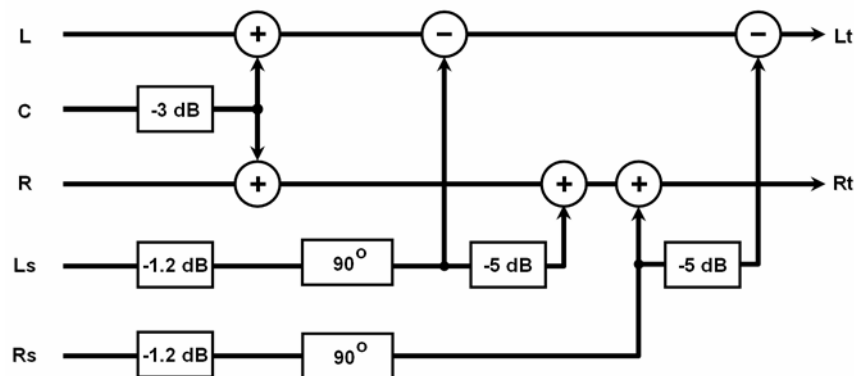 L + − − Lt
C -3 dB
R + + + Rt
Ls -1.2 dB 90° -5 dB -5 dB
Rs -1.2 dB 90°